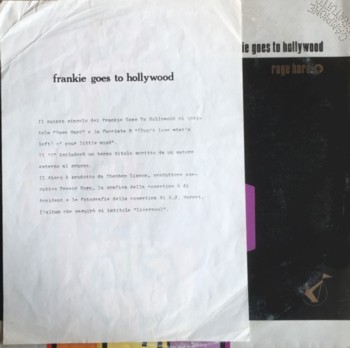 frankie goes to hollywood
ie goes to hollywood
rage hard
Il nuovo singolo dei Frankie Goes To Hollywood si inti-
tola "Rage Hard" e la facciata B "(Don't lose what's
left) of your little mind".
Il 12" includerà un terzo titolo scritto da un autore
esterno al gruppo.
Il disco è prodotto da Stephen Lipson, produttore ese-
cutivo Trevor Horn, la grafica della copertina è di
Accident e la fotografia della copertina di A.J. Barratt.
L'album che seguirà si intitola "Liverpool".